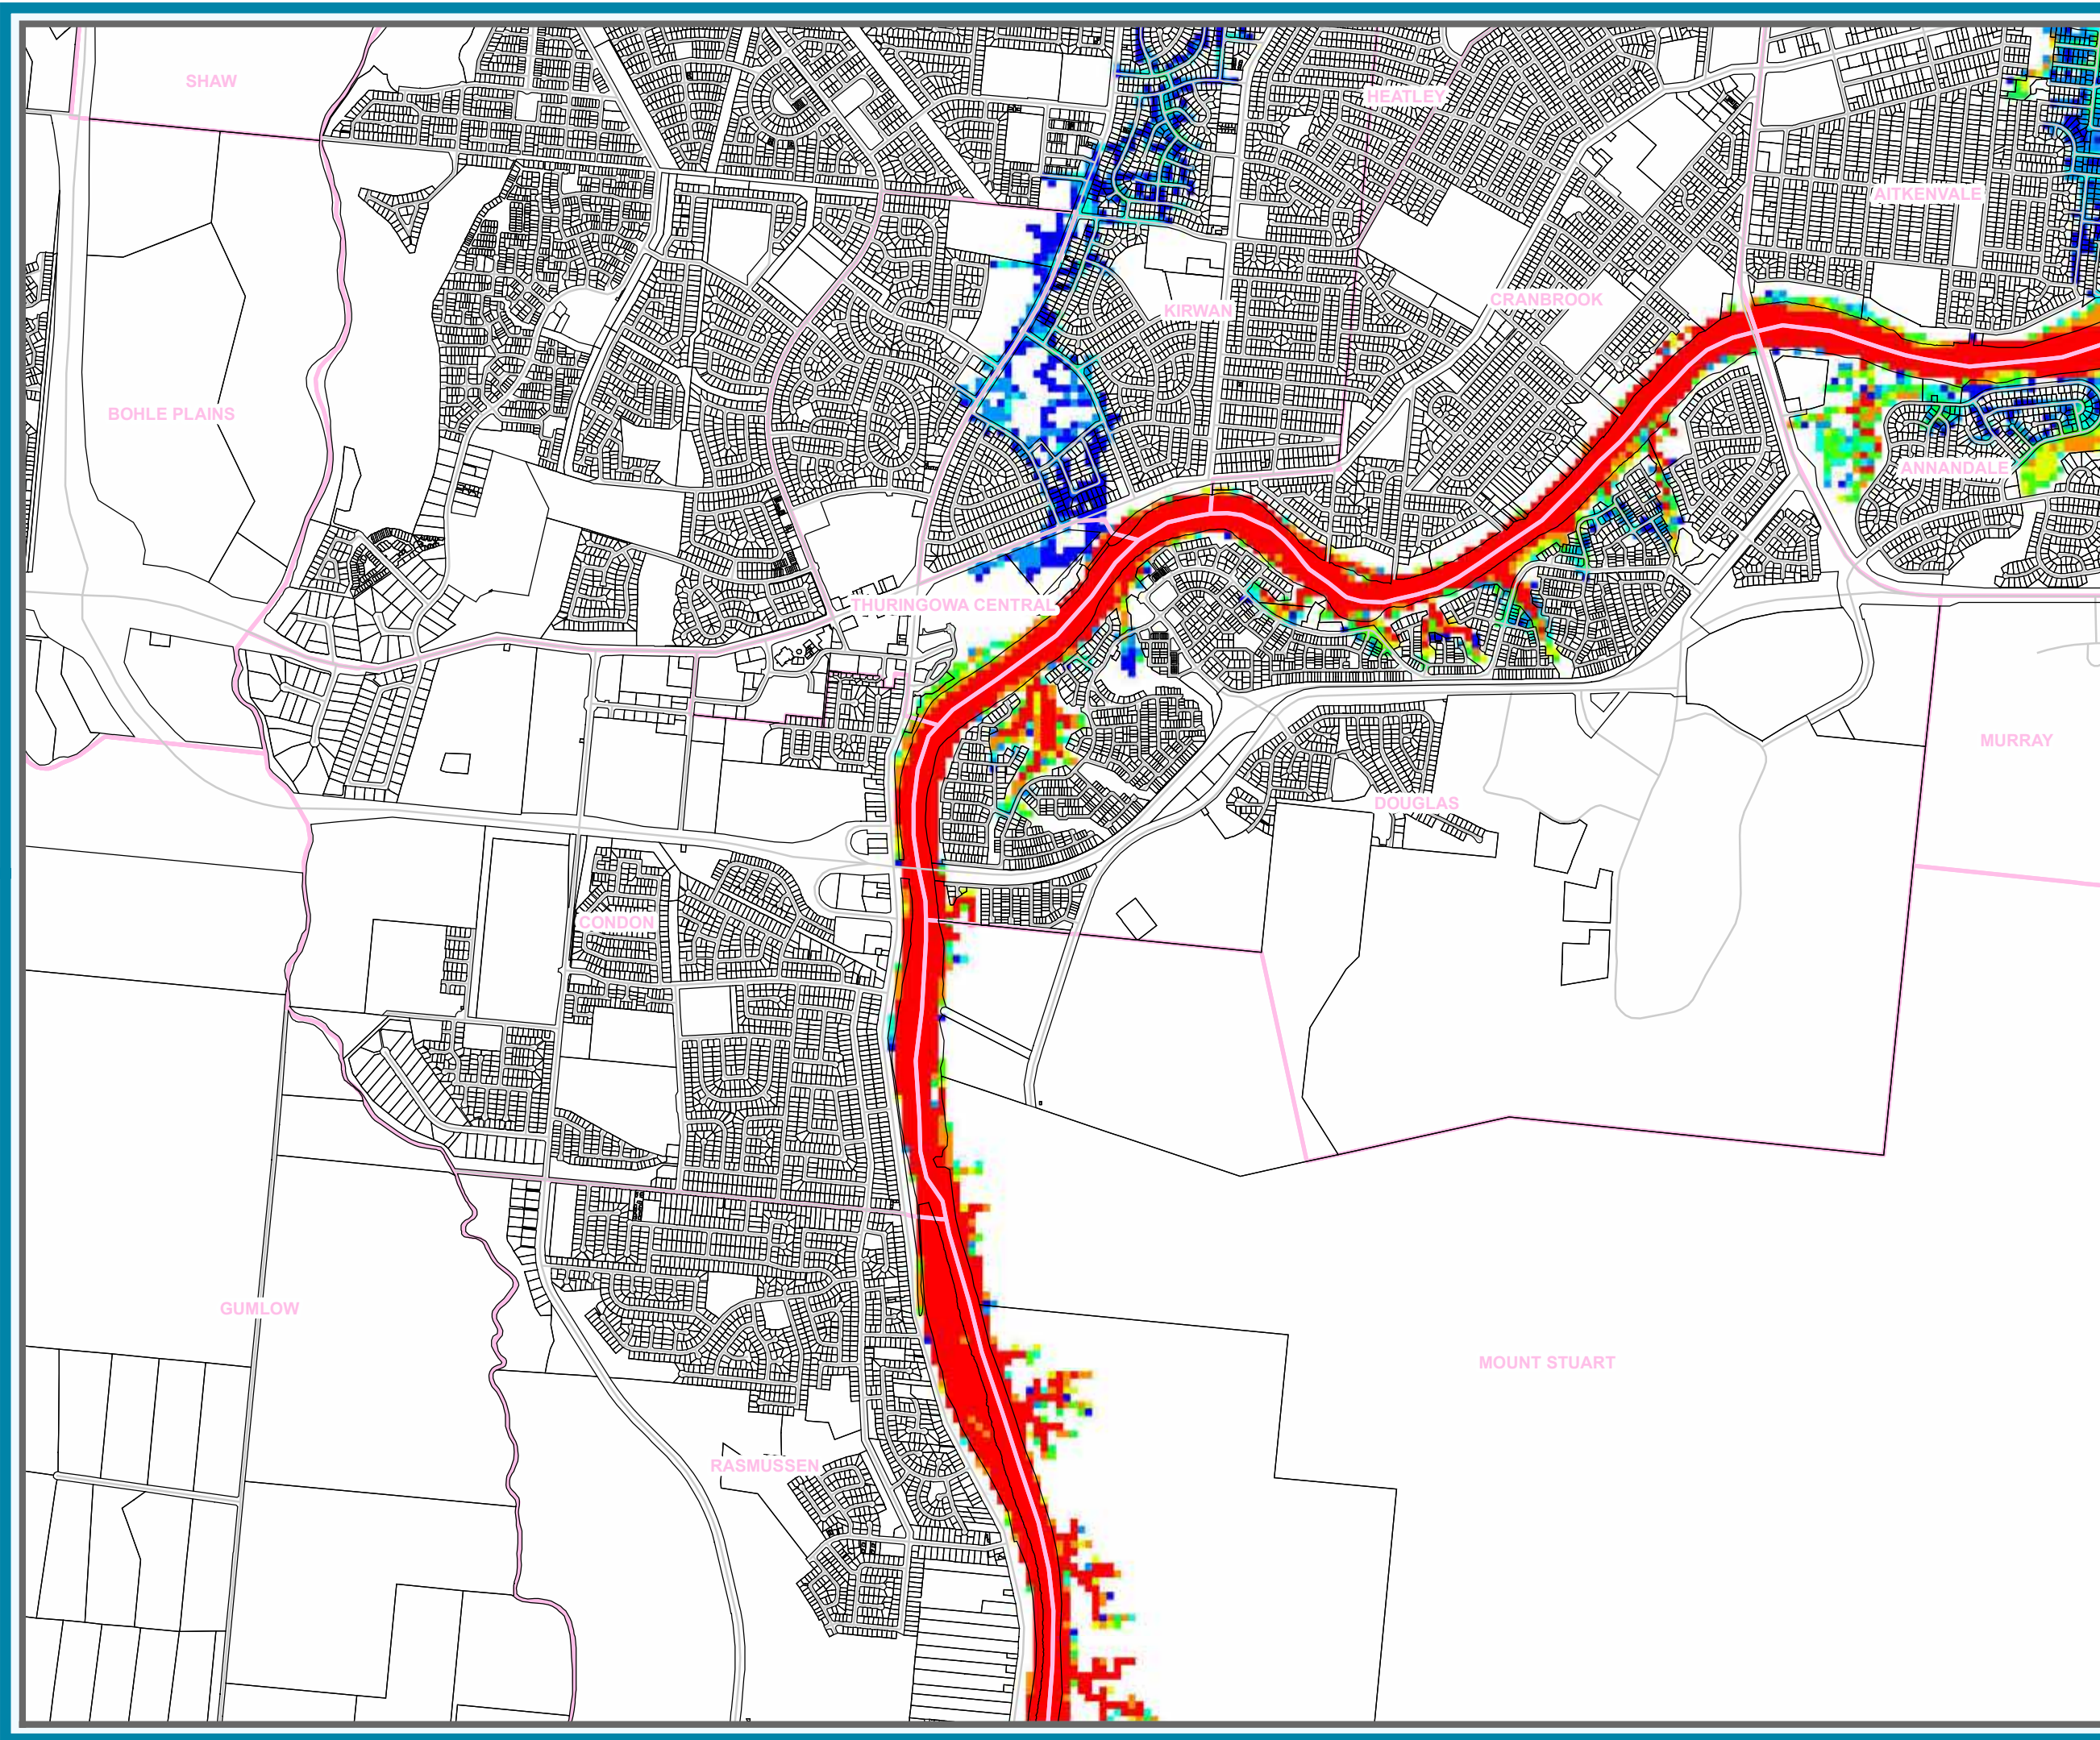 SHAW
HEATLEY
AITKENVALE
CRANBROOK
KIRWAN
BOHLE PLAINS
ANNANDALE
THURINGOWA CENTRAL
MURRAY
DOUGLAS
CONDON
GUMLOW
MOUNT STUART
RASMUSSEN